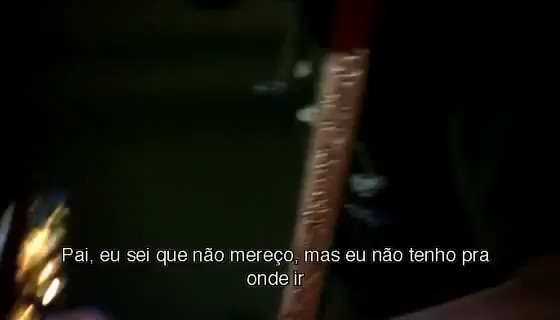 Pai, eu sei que não mereço, mas eu não tenho pra
onde ir